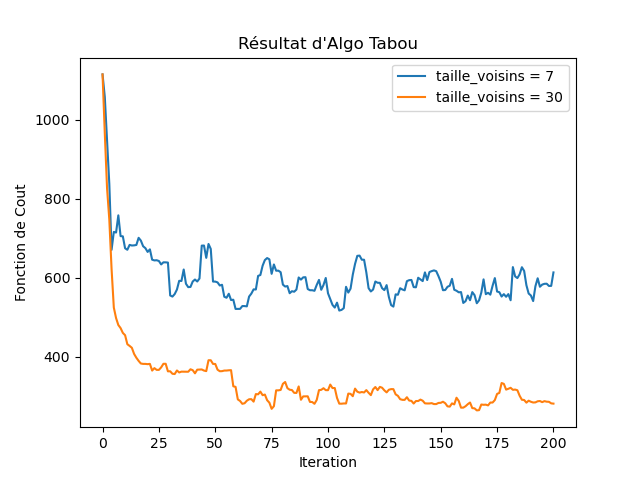 Résultat d'Algo Tabou
taille_voisins = 7
taille_voisins = 30
Fonction de Cout
1000
800
600
400
0
25
50
75
100
125
150
175
200
Iteration